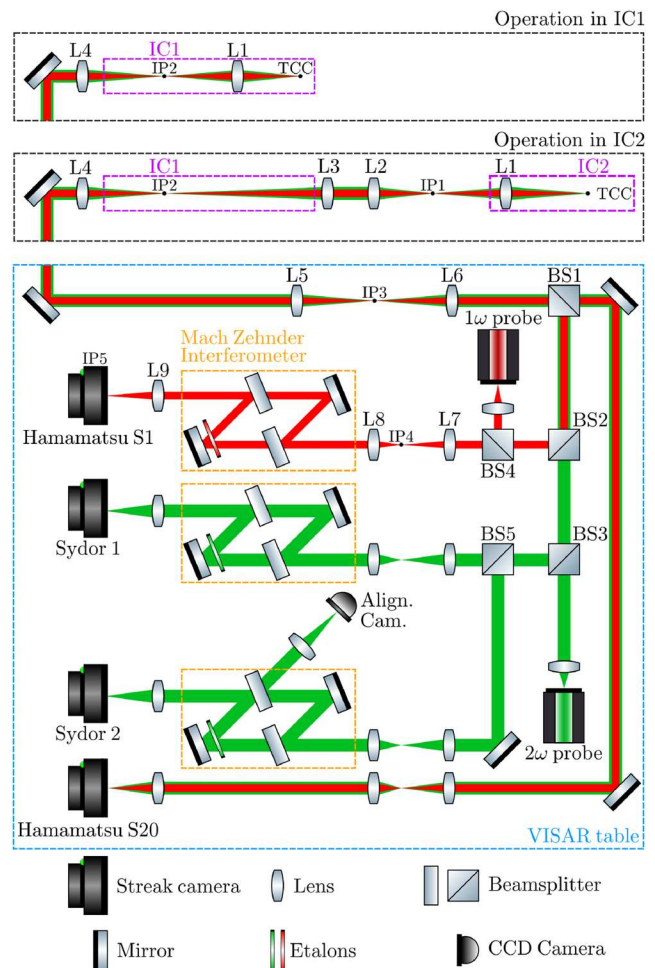 Operation in IC1
L4
IC1
IP2
L1
TCC
Operation in IC2
L4
IC1
IP2
L3
L2
IP1
L1
IC2
TCC
L5
IP3
L6
BS1
1ω probe
Mach Zehnder
Interferometer
IP5
L9
Hamamatsu S1
L8
IP4
L7
BS4
BS2
Sydor 1
BS5
BS3
Align.
Cam.
Sydor 2
2ω probe
Hamamatsu S20
VISAR table
Streak camera
Lens
Beamsplitter
Mirror
Etalons
CCD Camera